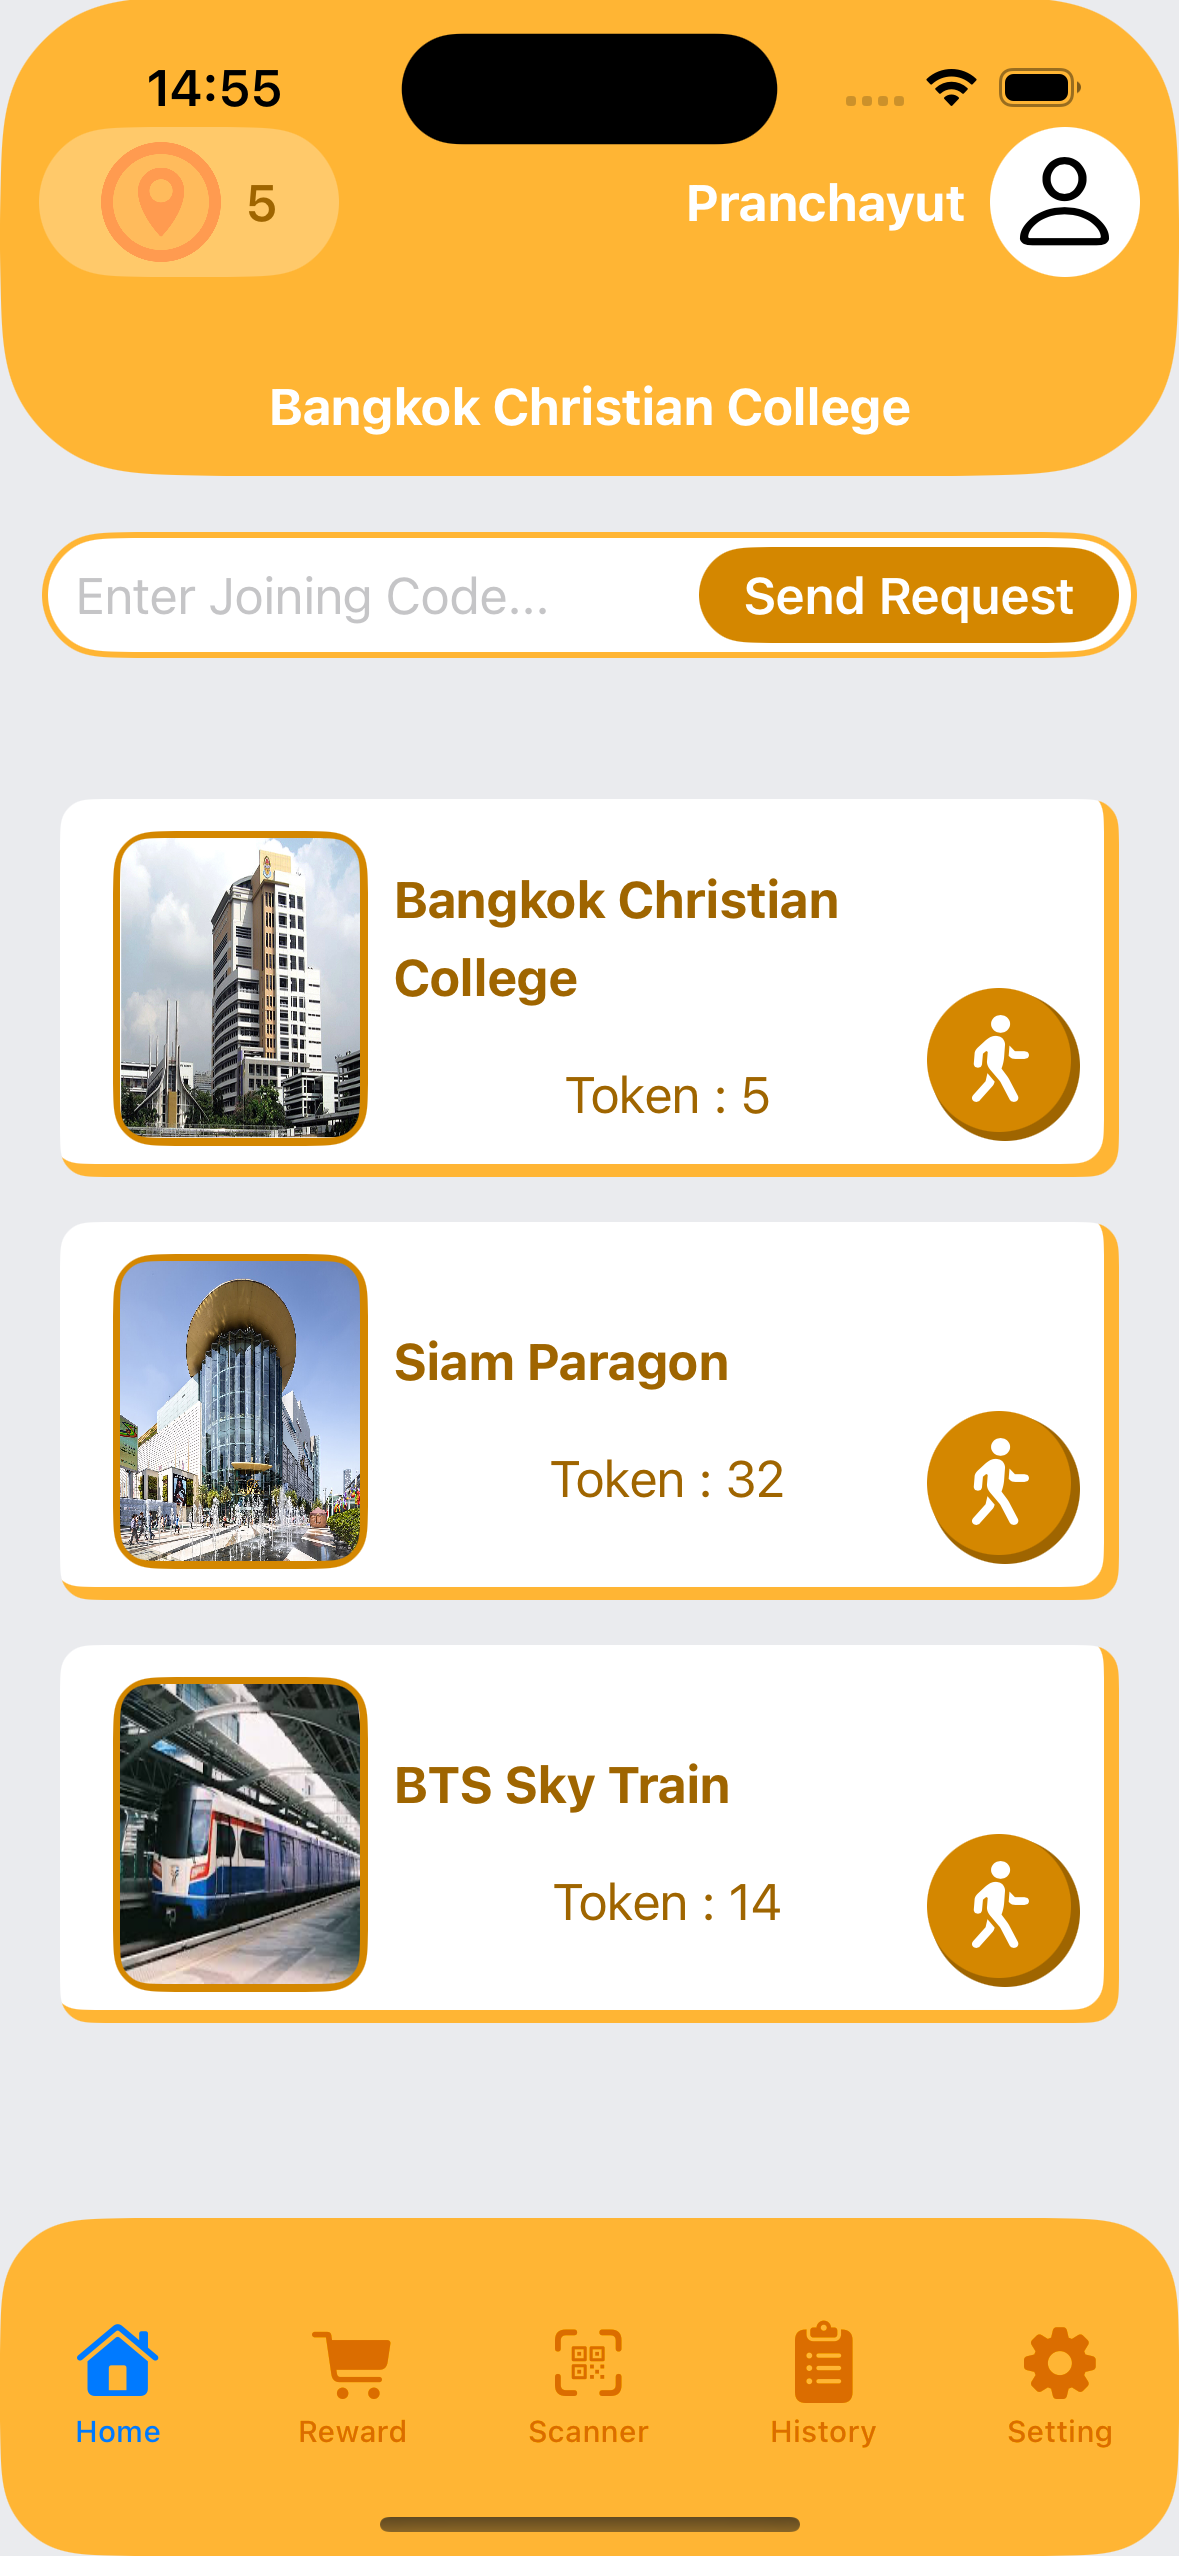 14:55
5
Pranchayut
Bangkok Christian College
Enter Joining Code...
Send Request
Bangkok Christian
College
Token : 5
Siam Paragon
Token : 32
BTS Sky Train
Token : 14
Home
Reward
Scanner
History
Setting